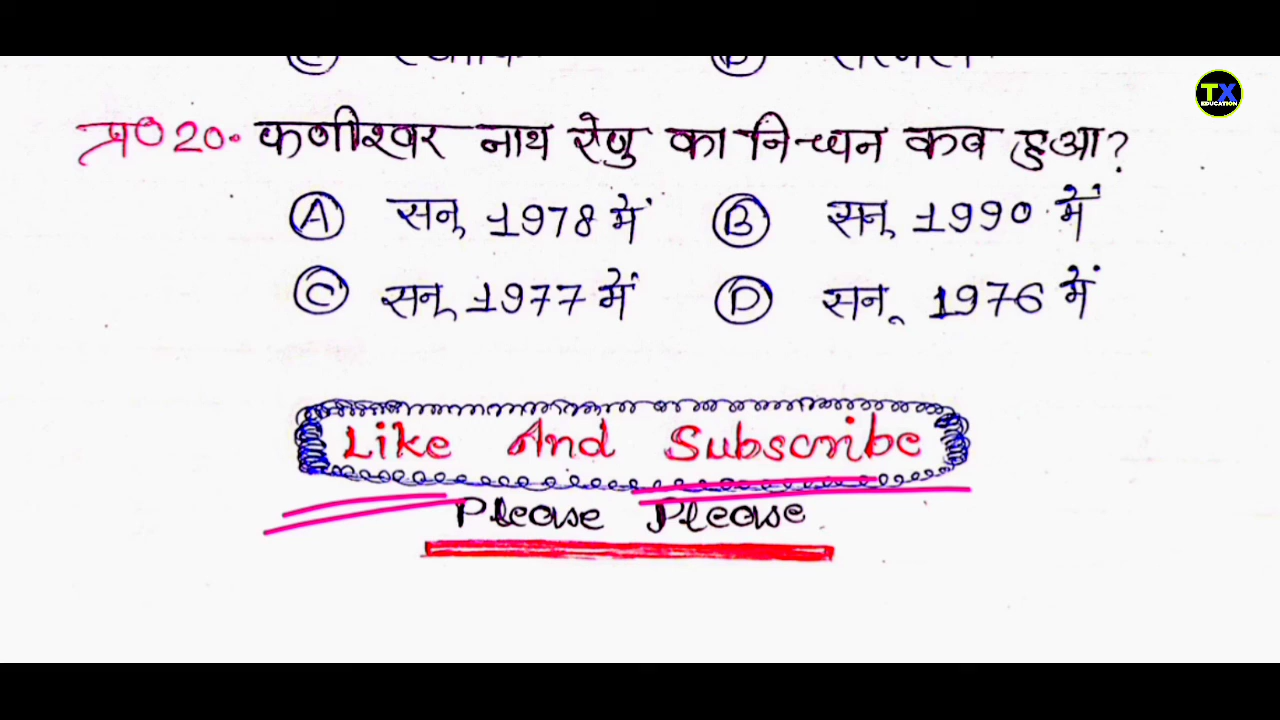 TX
EDUCATION
प्र० 20. फणीश्वर नाथ रेणु का निधन कब हुआ?
(A) सन् 1978 में (B) सन् 1990 में
(C) सन् 1977 में (D) सन् 1976 में
Like And Subscribe
Please Please